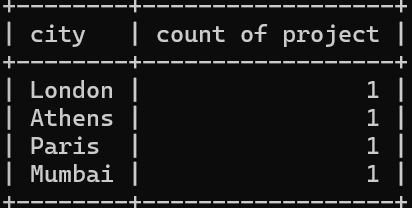 +--------+------------------+
| city   | count of project |
+--------+------------------+
| London |                1 |
| Athens |                1 |
| Paris  |                1 |
| Mumbai |                1 |
+--------+------------------+